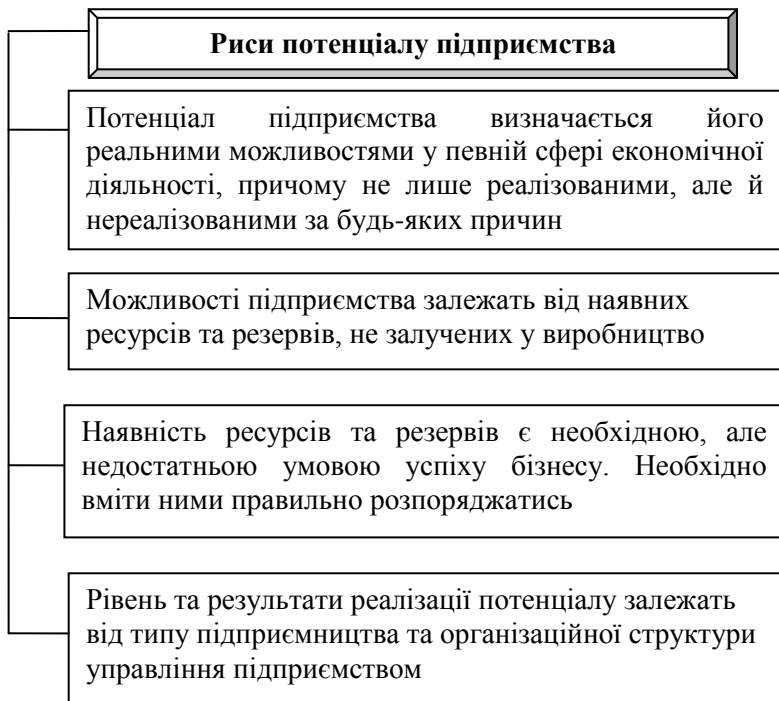 Риси потенціалу підприємства
Потенціал підприємства визначається його
реальними можливостями у певній сфері економічної
діяльності, причому не лише реалізованими, але й
нереалізованими за будь-яких причин
Можливості підприємства залежать від наявних
ресурсів та резервів, не залучених у виробництво
Наявність ресурсів та резервів є необхідною, але
недостатньою умовою успіху бізнесу. Необхідно
вміти ними правильно розпоряджатись
Рівень та результати реалізації потенціалу залежать
від типу підприємництва та організаційної структури
управління підприємством